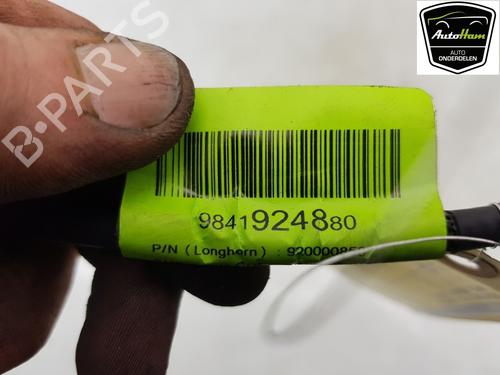 AutoHam
AUTO
ONDERDELEN
B-PARTS
9841924880
P/N ( Longhorn ) :